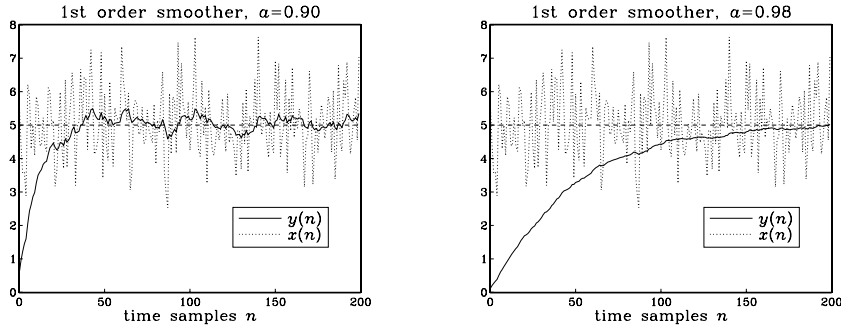 1st order smoother, a=0.90
8
7
6
5
4
3
2
1
0
y(n)
x(n)
0 50 100 150 200
time samples n
1st order smoother, a=0.98
8
7
6
5
4
3
2
1
0
y(n)
x(n)
0 50 100 150 200
time samples n